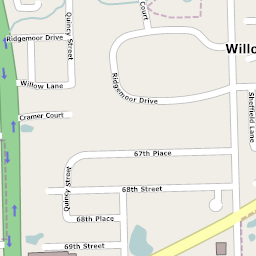 Court
Quincy Street
Ridgemoor Drive
Willo
Willow Lane
Ridgemoor Drive
Sheffield Lane
Cramer Court
67th Place
Quincy Street
68th Street
68th Place
69th Street